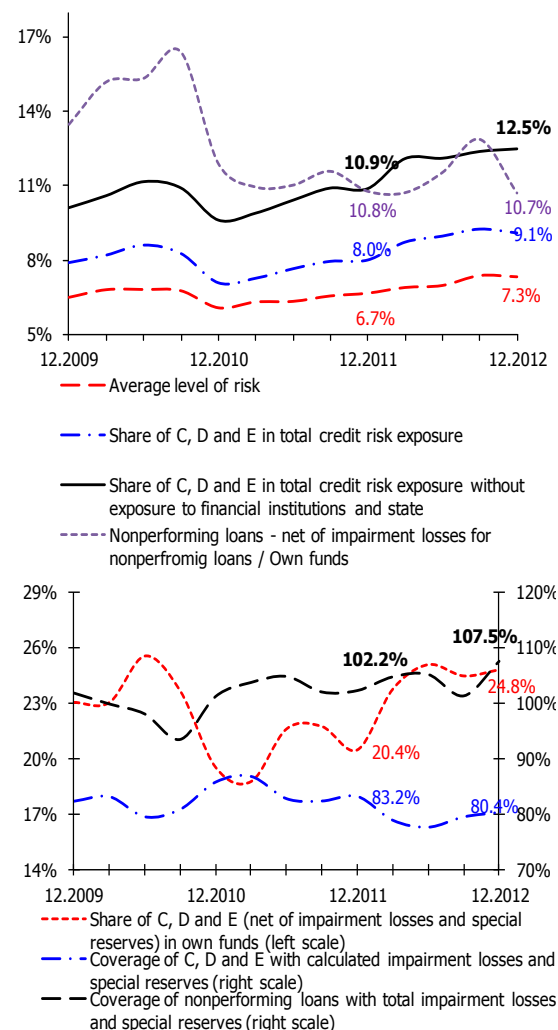 17%
14%
11%
8%
5%
12.5%
10.9%
10.8%
10.7%
8.0%
9.1%
6.7%
7.3%
12.2009 12.2010 12.2011 12.2012
Average level of risk
Share of C, D and E in total credit risk exposure
Share of C, D and E in total credit risk exposure without
exposure to financial institutions and state
Nonperforming loans - net of impairment losses for
nonperfromig loans / Own funds
29% 120%
26% 110%
23% 100%
20% 90%
17% 80%
14% 70%
107.5%
102.2%
24.8%
20.4%
83.2%
80.4%
12.2009 12.2010 12.2011 12.2012
Share of C, D and E (net of impairment losses and special
reserves) in own funds (left scale)
Coverage of C, D and E with calculated impairment losses and
special reserves (right scale)
Coverage of nonperforming loans with total impairment losses
and special reserves (right scale)